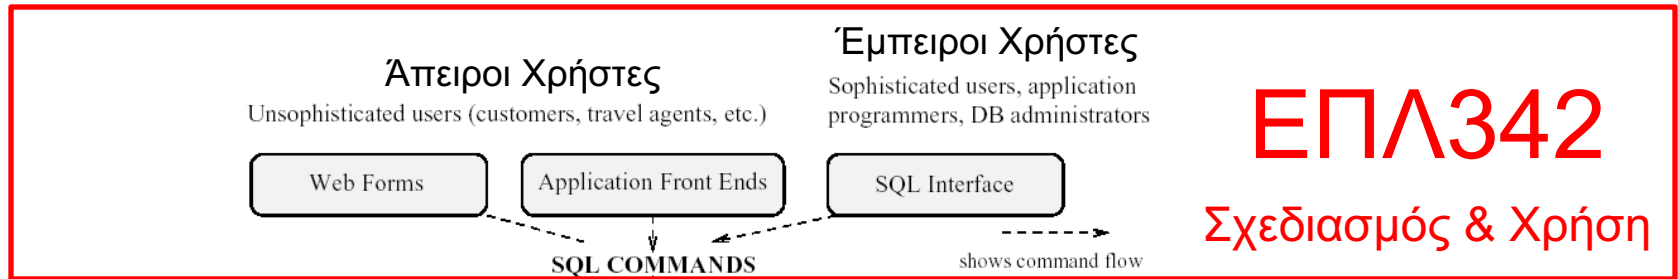 Άπειροι Χρήστες
Unsophisticated users (customers, travel agents, etc.)
Έμπειροι Χρήστες
Sophisticated users, application
programmers, DB administrators
Web Forms
Application Front Ends
SQL Interface
SQL COMMANDS
shows command flow
ΕΠΛ342
Σχεδιασμός & Χρήση